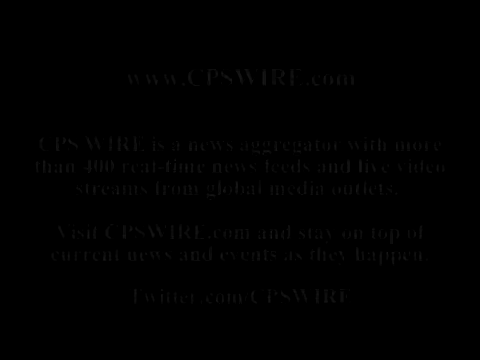 www.CPSWIRE.com
CPS WIRE is a news aggregator with more
than 400 real-time news feeds and live video
streams from global media outlets.
Visit CPSWIRE.com and stay on top of
current news and events as they happen.
Twitter.com/CPSWIRE